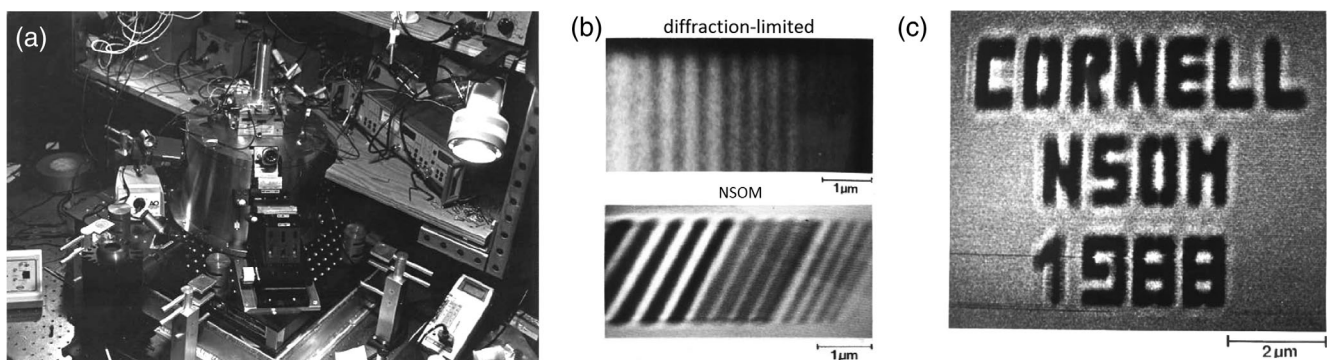 (a)
(b)
diffraction-limited
1μm
NSOM
1μm
(c)
CORNELL
NSOM
1988
2μm